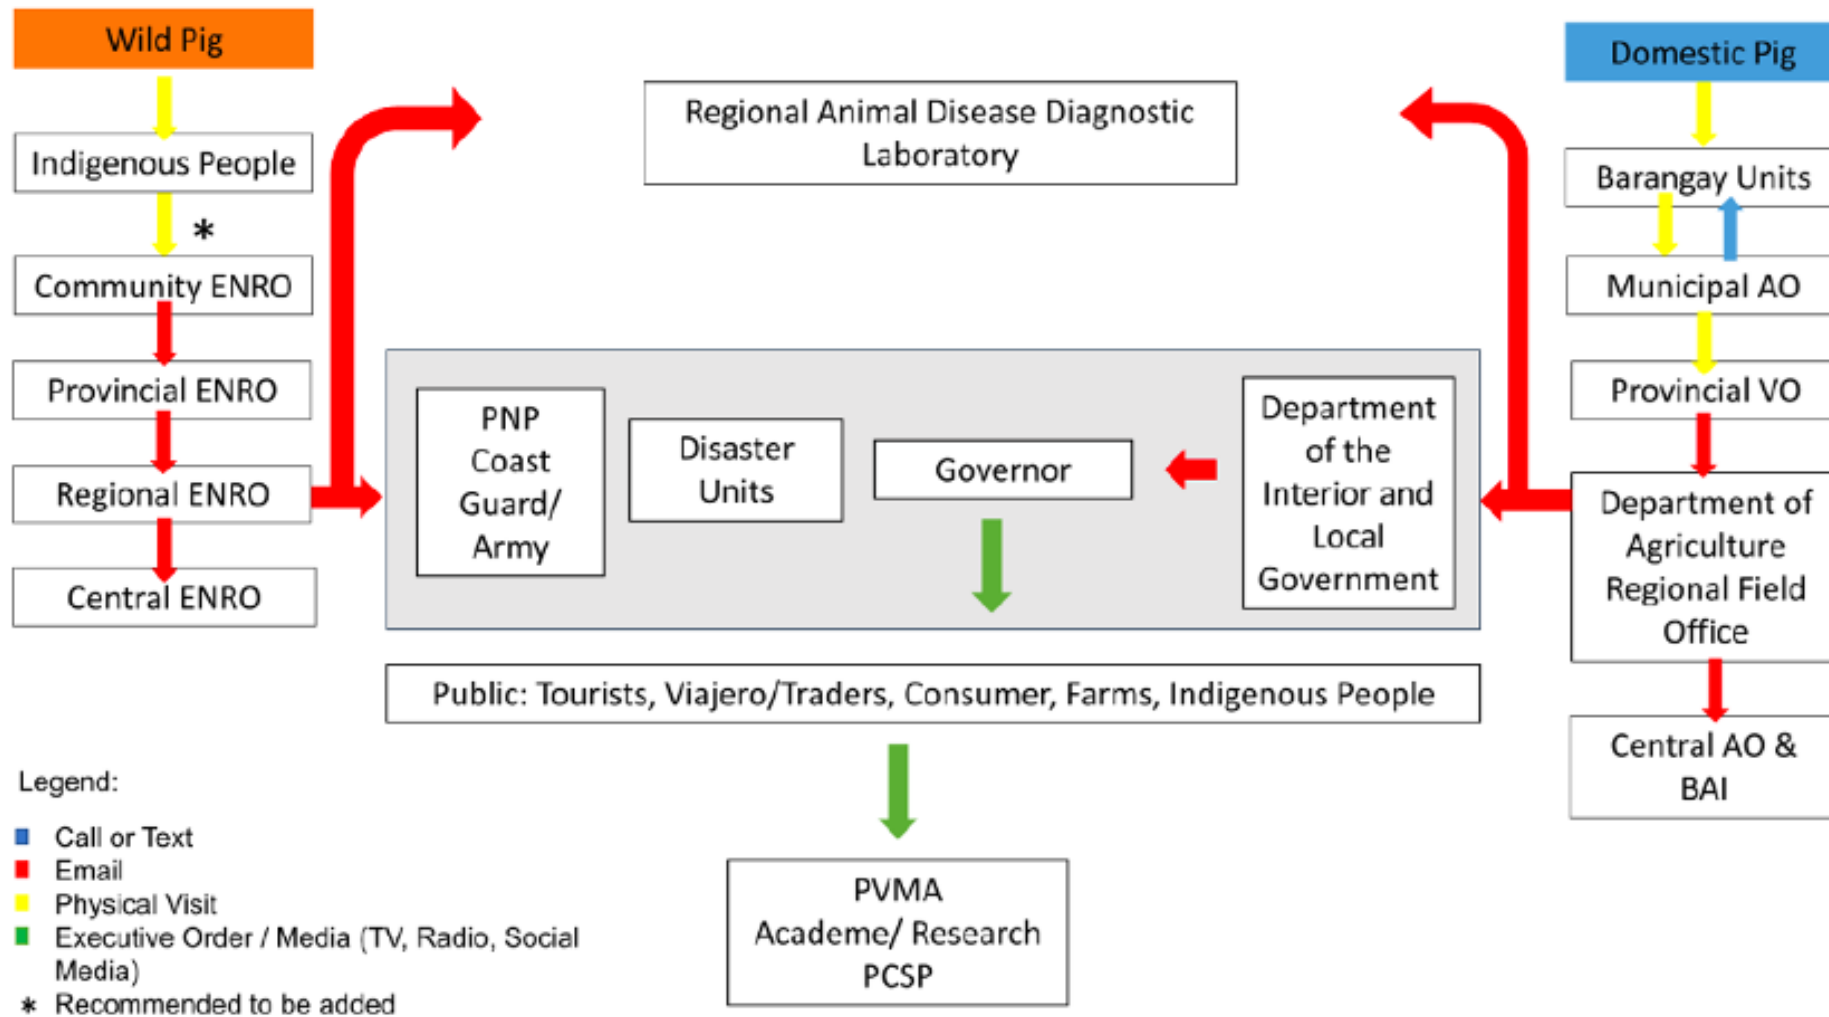 Wild Pig
Indigenous People
*
Community ENRO
Provincial ENRO
Regional ENRO
Central ENRO
Regional Animal Disease Diagnostic
Laboratory
PNP
Coast
Guard/
Army
Disaster
Units
Governor
Department
of the
Interior and
Local
Government
Public: Tourists, Viajero/Traders, Consumer, Farms, Indigenous People
PVMA
Academe/ Research
PCSP
Domestic Pig
Barangay Units
Municipal AO
Provincial VO
Department of
Agriculture
Regional Field
Office
Central AO &
BAI
Legend:
Call or Text
Email
Physical Visit
Executive Order / Media (TV, Radio, Social
Media)
* Recommended to be added